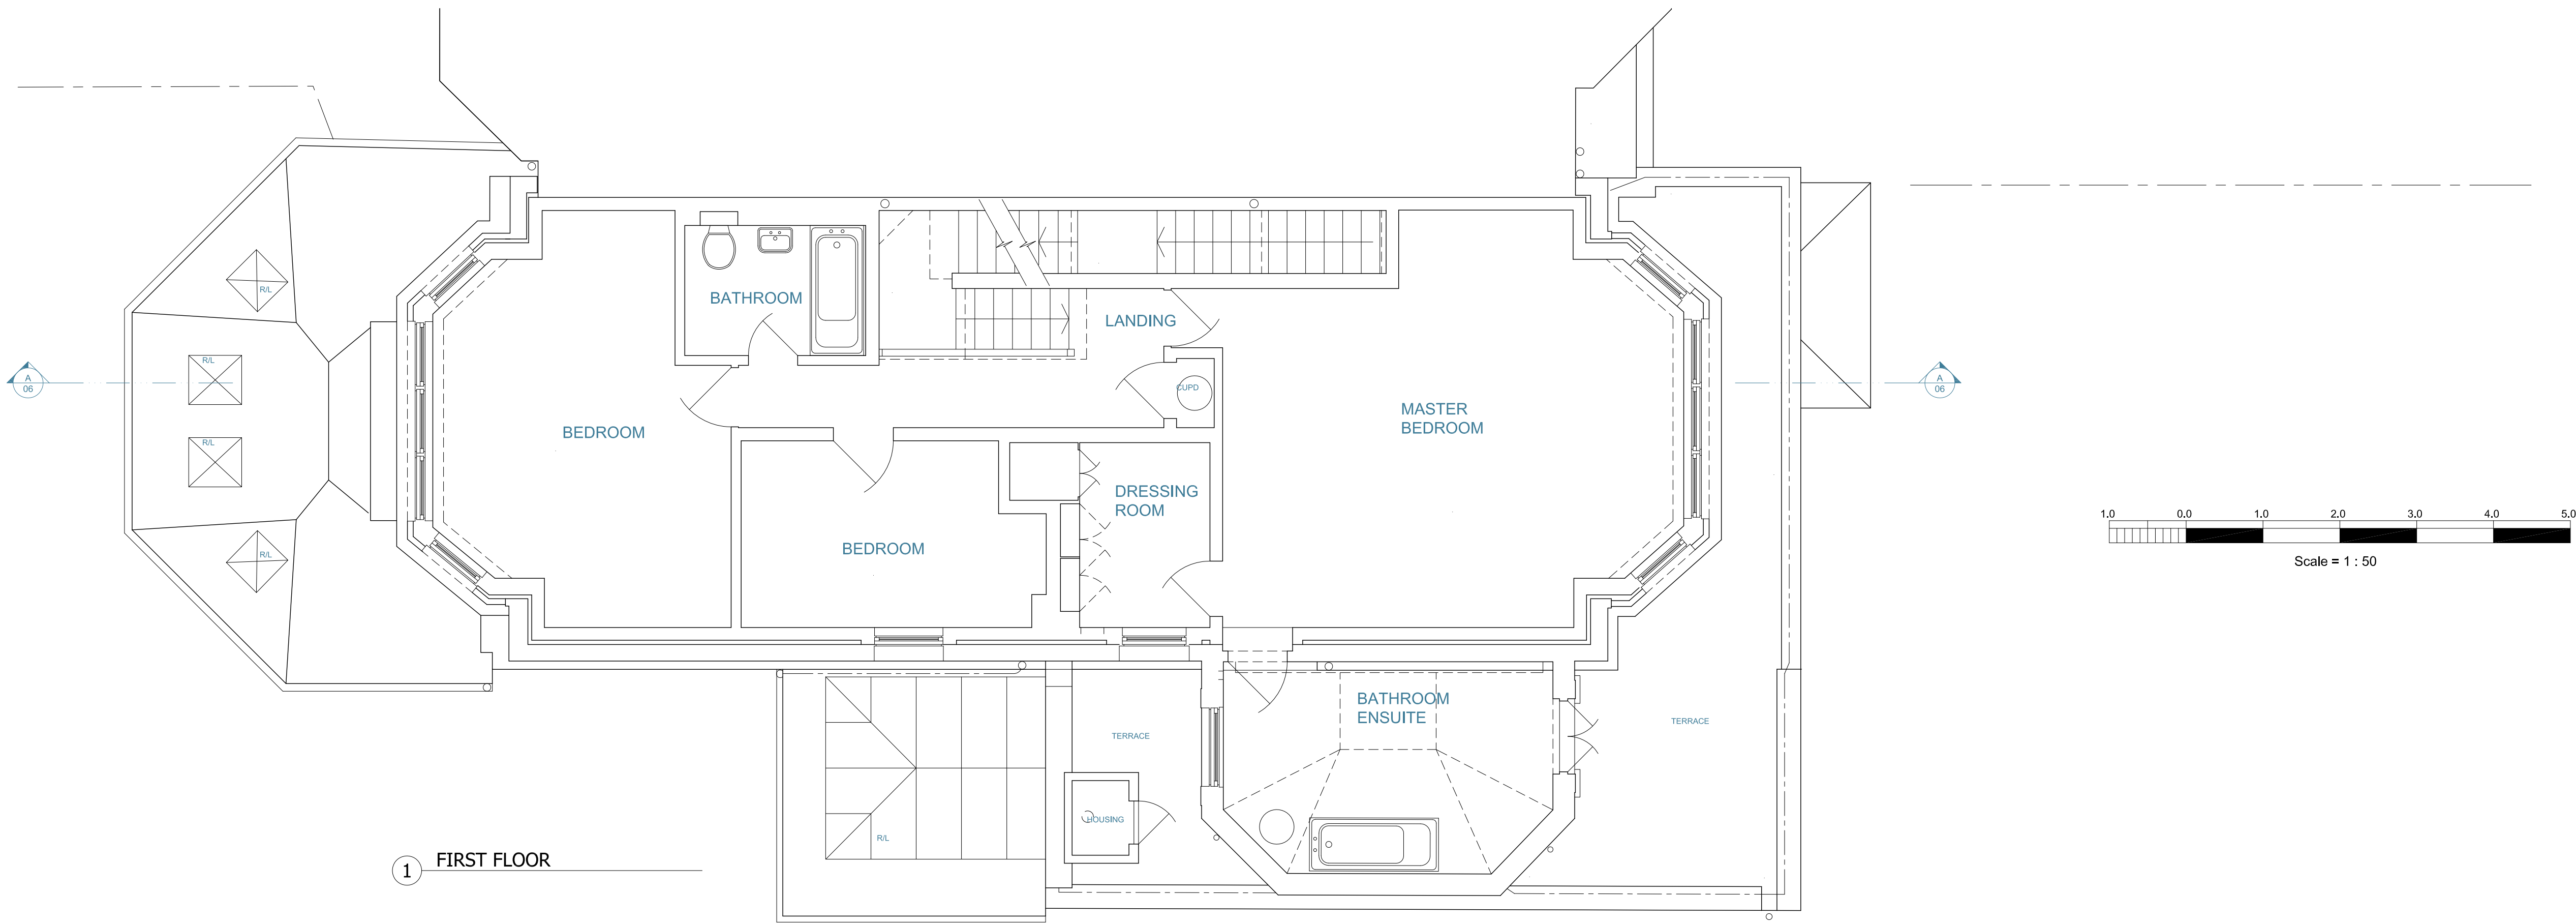 R/L
BATHROOM
LANDING
R/L
A
06
CUPD
A
06
MASTER
BEDROOM
BEDROOM
R/L
DRESSING
ROOM
BEDROOM
R/L
1.0 0.0 1.0 2.0 3.0 4.0 5.0
Scale = 1 : 50
BATHROOM
ENSUITE
TERRACE
TERRACE
HOUSING
R/L
1 FIRST FLOOR